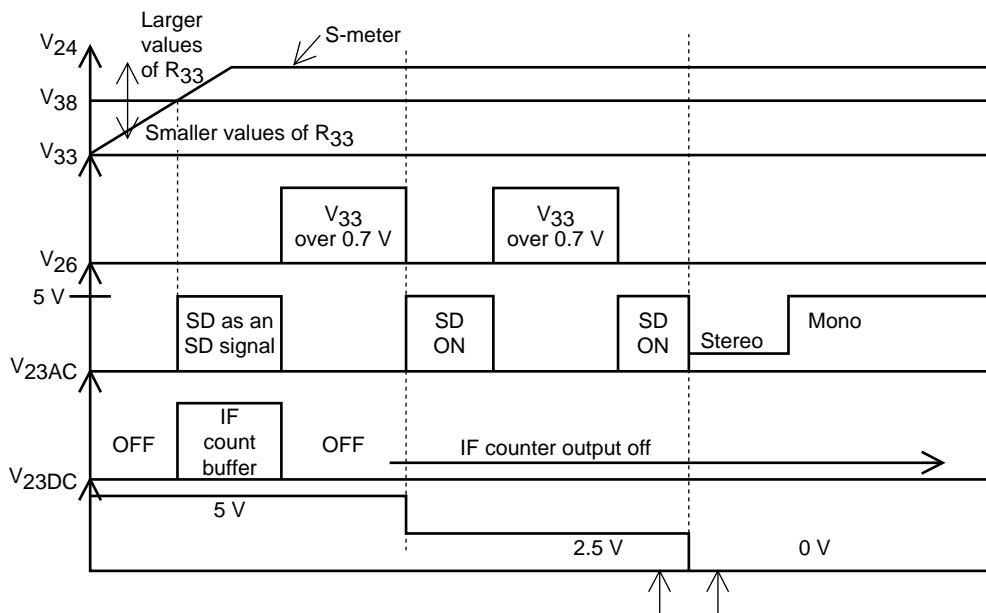 Larger
values
of R33
S-meter
V24
V38
Smaller values of R33
V33
V33
over 0.7 V
V33
over 0.7 V
V26
5 V
SD as an
SD signal
SD
ON
SD
ON
Stereo
Mono
V23AC
OFF
IF
count
buffer
OFF
IF counter output off
V23DC
5 V
2.5 V
0 V